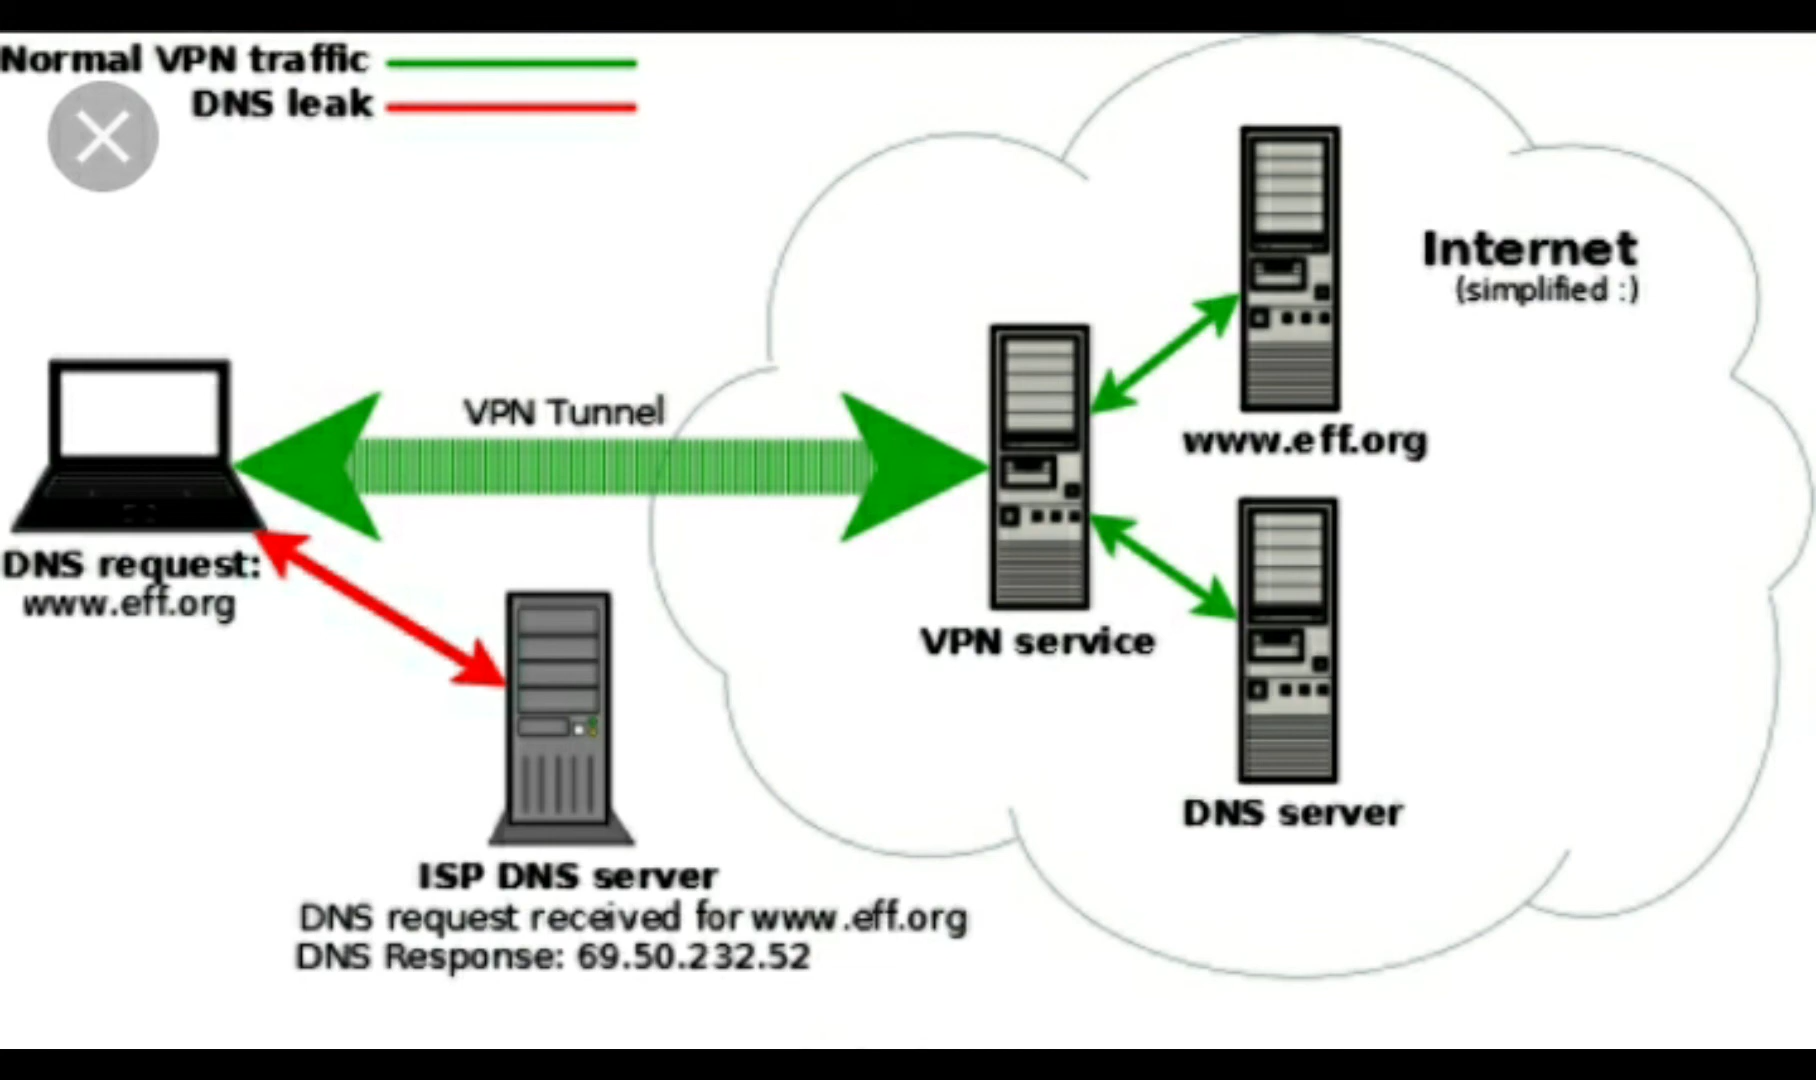 Normal VPN traffic
DNS leak
Internet
(simplified :)
VPN Tunnel
www.eff.org
DNS request:
www.eff.org
VPN service
DNS server
ISP DNS server
DNS request received for www.eff.org
DNS Response: 69.50.232.52